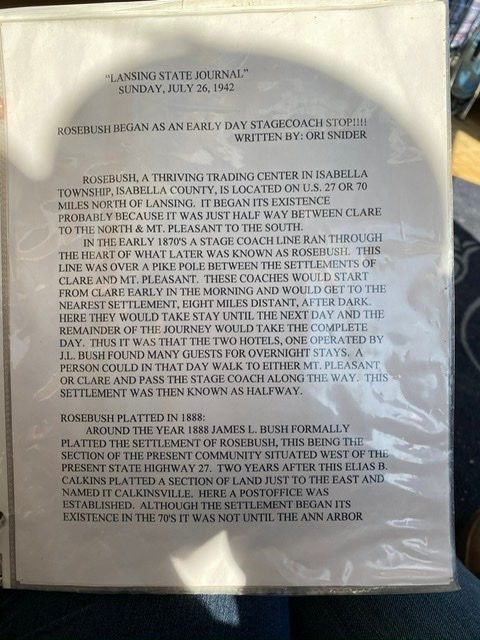 "LANSING STATE JOURNAL"
SUNDAY, JULY 26, 1942
ROSEBUSH BEGAN AS AN EARLY DAY STAGECOACH STOP!!!!
WRITTEN BY: ORI SNIDER
ROSEBUSH, A THRIVING TRADING CENTER IN ISABELLA
TOWNSHIP, ISABELLA COUNTY, IS LOCATED ON U.S. 27 OR 70
MILES NORTH OF LANSING. IT BEGAN ITS EXISTENCE
PROBABLY BECAUSE IT WAS JUST HALF WAY BETWEEN CLARE
TO THE NORTH & MT. PLEASANT TO THE SOUTH.
IN THE EARLY 1870'S A STAGE COACH LINE RAN THROUGH
THE HEART OF WHAT LATER WAS KNOWN AS ROSEBUSH. THIS
LINE WAS OVER A PIKE POLE BETWEEN THE SETTLEMENTS OF
CLARE AND MT. PLEASANT. THESE COACHES WOULD START
FROM CLARE EARLY IN THE MORNING AND WOULD GET TO THE
NEAREST SETTLEMENT, EIGHT MILES DISTANT, AFTER DARK.
HERE THEY WOULD TAKE STAY UNTIL THE NEXT DAY AND THE
REMAINDER OF THE JOURNEY WOULD TAKE THE COMPLETE
DAY. THUS IT WAS THAT THE TWO HOTELS, ONE OPERATED BY
J.L. BUSH FOUND MANY GUESTS FOR OVERNIGHT STAYS. A
PERSON COULD IN THAT DAY WALK TO EITHER MT. PLEASANT
OR CLARE AND PASS THE STAGE COACH ALONG THE WAY. THIS
SETTLEMENT WAS THEN KNOWN AS HALFWAY.
ROSEBUSH PLATTED IN 1888:
AROUND THE YEAR 1888 JAMES L. BUSH FORMALLY
PLATTED THE SETTLEMENT OF ROSEBUSH, THIS BEING THE
SECTION OF THE PRESENT COMMUNITY SITUATED WEST OF THE
PRESENT STATE HIGHWAY 27. TWO YEARS AFTER THIS ELIAS B.
CALKINS PLATTED A SECTION OF LAND JUST TO THE EAST AND
NAMED IT CALKINSVILLE. HERE A POSTOFFICE WAS
ESTABLISHED. ALTHOUGH THE SETTLEMENT BEGAN ITS
EXISTENCE IN THE 70'S IT WAS NOT UNTIL THE ANN ARBOR